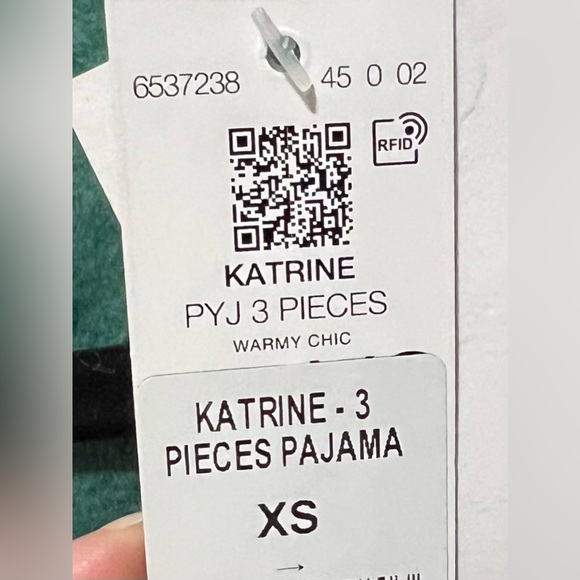 6537238 45 0 02
RFID
KATRINE
PYJ 3 PIECES
WARMY CHIC
KATRINE - 3
PIECES PAJAMA
XS
→